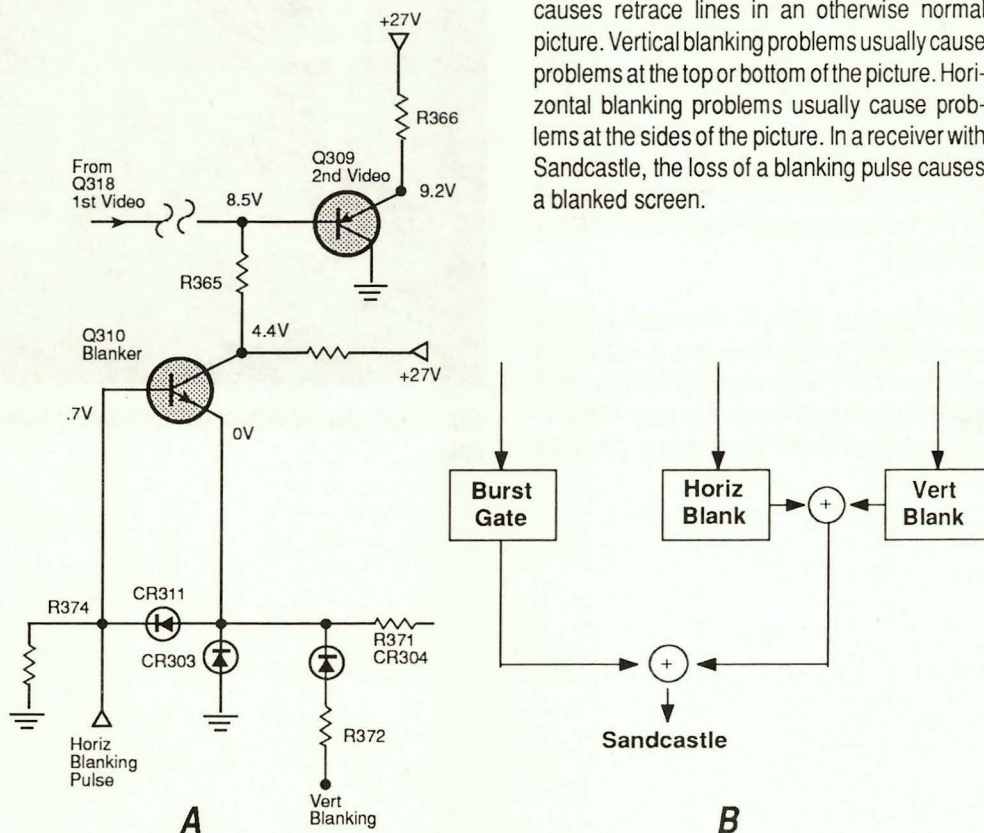 causes retrace lines in an otherwise normal
picture. Vertical blanking problems usually cause
problems at the top or bottom of the picture. Hori-
zontal blanking problems usually cause prob-
lems at the sides of the picture. In a receiver with
Sandcastle, the loss of a blanking pulse causes
a blanked screen.
+27V
R366
Q309
2nd Video
9.2V
From
Q318
1st Video
8.5V
R365
Q310
Blanker
4.4V
+27V
.7V
0V
R374
CR311
CR303
R371
CR304
R372
Horiz
Blanking
Pulse
Vert
Blanking
A
Burst
Gate
Horiz
Blank
+
Vert
Blank
+
Sandcastle
B